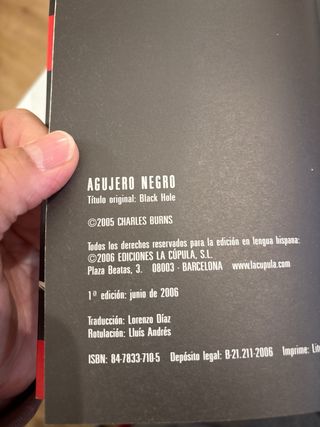 AGUJERO NEGRO
Título original: Black Hole
©2005 CHARLES BURNS
Todos los derechos reservados para la edición en lengua hispana:
©2006 EDICIONES LA CÚPULA, S.L.
Plaza Beatas, 3. 08003 - BARCELONA www.lacupula.com
1ª edición: junio de 2006
Traducción: Lorenzo Díaz
Rotulación: Lluís Andrés
ISBN: 84-7833-710-5 Depósito legal: B-21.211-2006 Imprime: